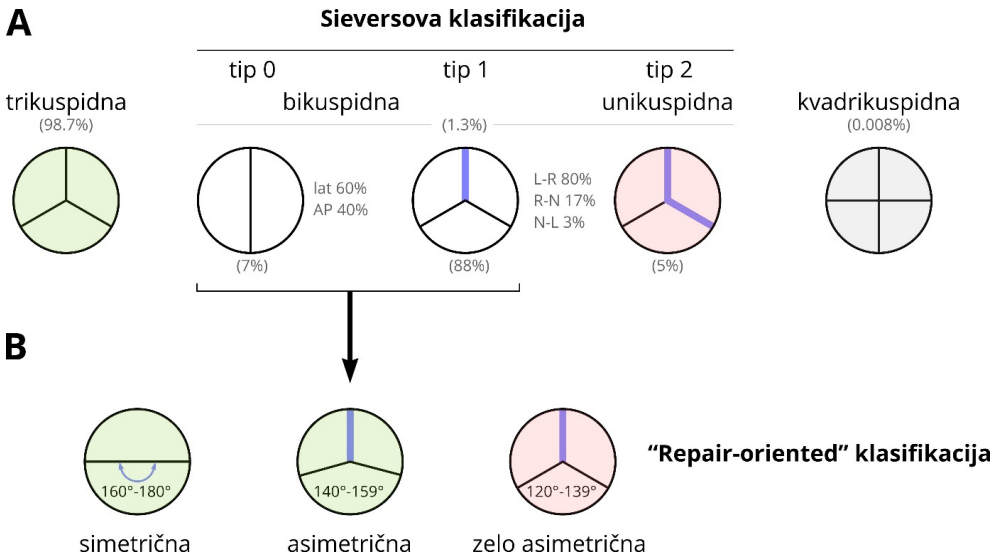 A
Sieversova klasifikacija
tip 0
tip 1
tip 2
trikuspidna
bikuspidna
unikuspidna
kvadrikuspidna
(98.7%)
(1.3%)
(0.008%)
lat 60%
AP 40%
L-R 80%
R-N 17%
N-L 3%
(7%)
(88%)
(5%)
B
160°-180°
140°-159°
120°-139°
“Repair-oriented” klasifikacija
simetrična
asimetrična
zelo asimetrična